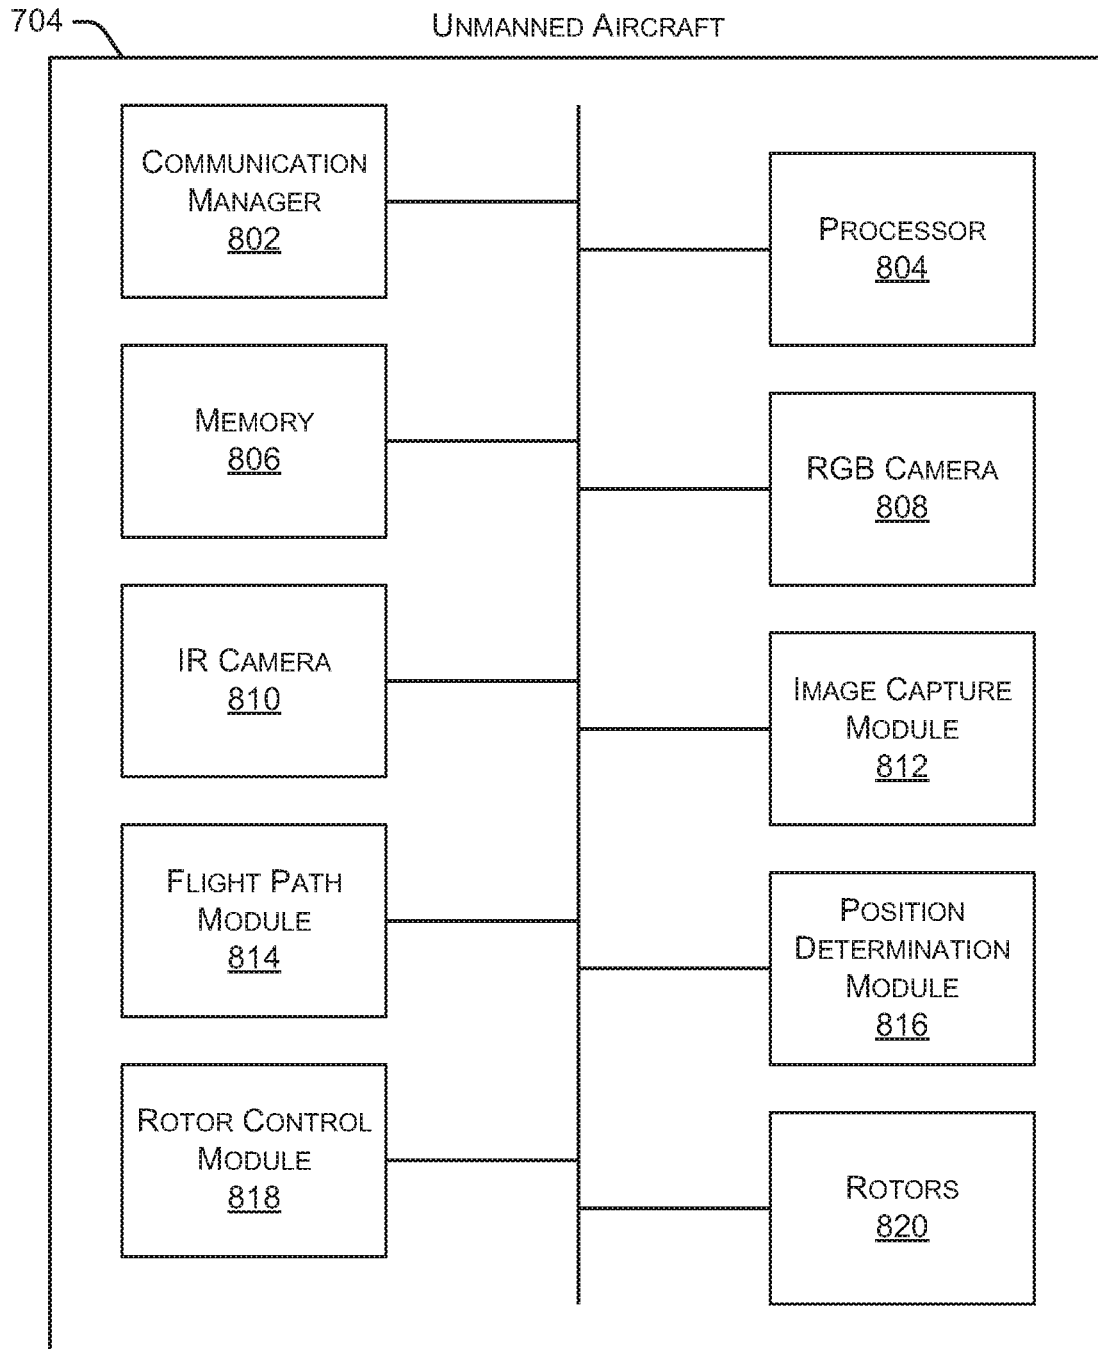 704
UNMANNED AIRCRAFT
COMMUNICATION
MANAGER
802
PROCESSOR
804
MEMORY
806
RGB CAMERA
808
IR CAMERA
810
IMAGE CAPTURE
MODULE
812
FLIGHT PATH
MODULE
814
POSITION
DETERMINATION
MODULE
816
ROTOR CONTROL
MODULE
818
ROTORS
820